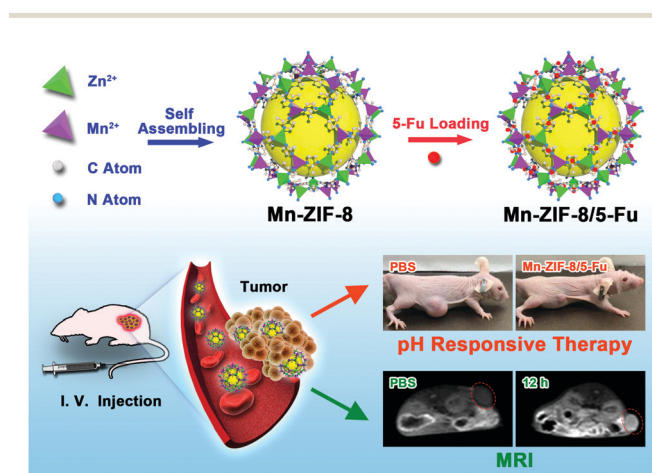 Zn2+
Mn2+
C Atom
N Atom
Self
Assembling
Mn-ZIF-8
5-Fu Loading
Mn-ZIF-8/5-Fu
I. V. Injection
Tumor
PBS
Mn-ZIF-8/5-Fu
pH Responsive Therapy
PBS
12 h
MRI